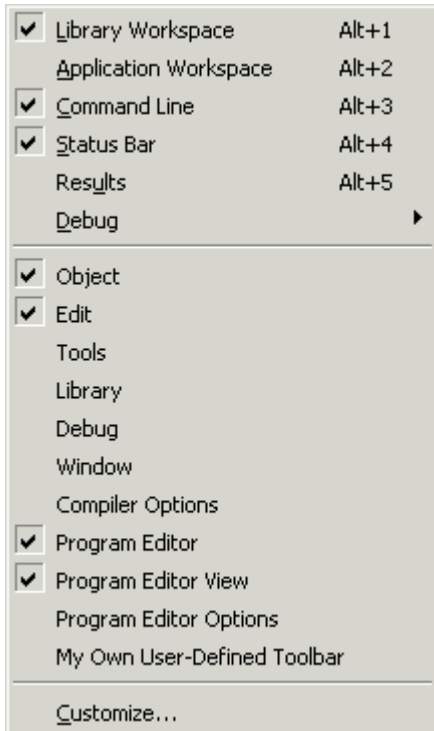 Library Workspace Alt+1
Application Workspace Alt+2
Command Line Alt+3
Status Bar Alt+4
Results Alt+5
Debug
Object
Edit
Tools
Library
Debug
Window
Compiler Options
Program Editor
Program Editor View
Program Editor Options
My Own User-Defined Toolbar
Customize...